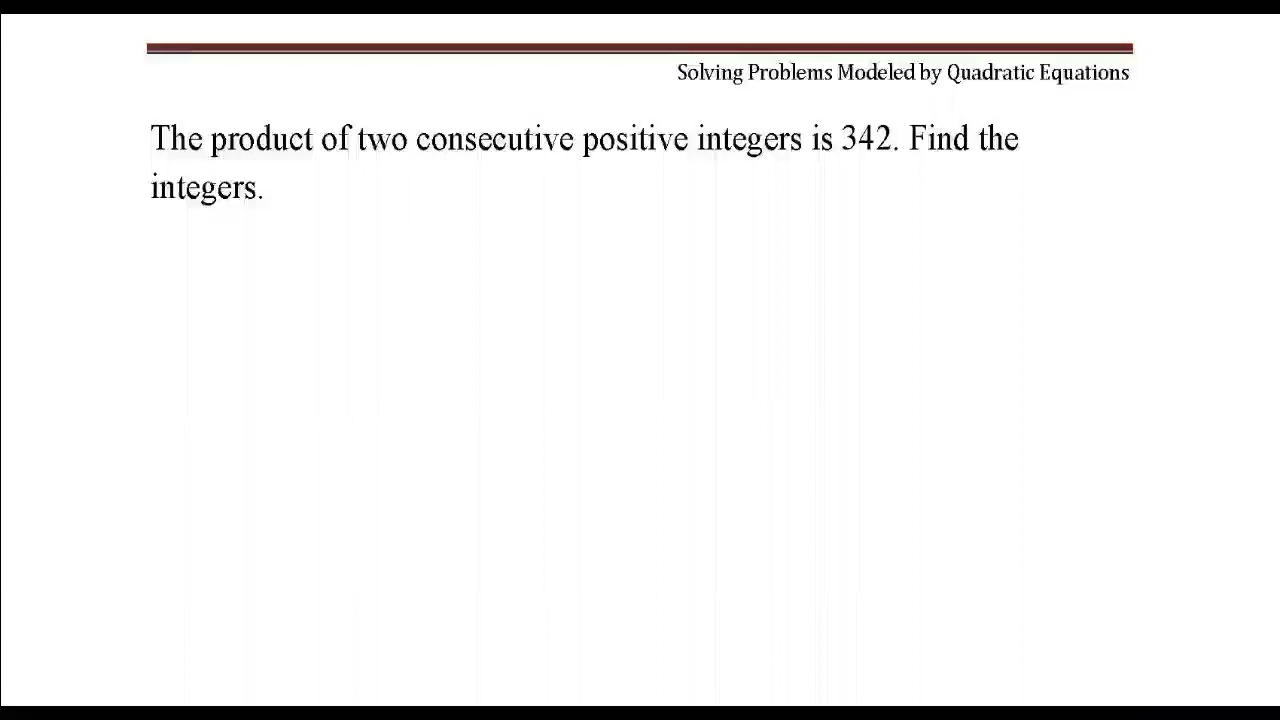 Solving Problems Modeled by Quadratic Equations
The product of two consecutive positive integers is 342. Find the
integers.